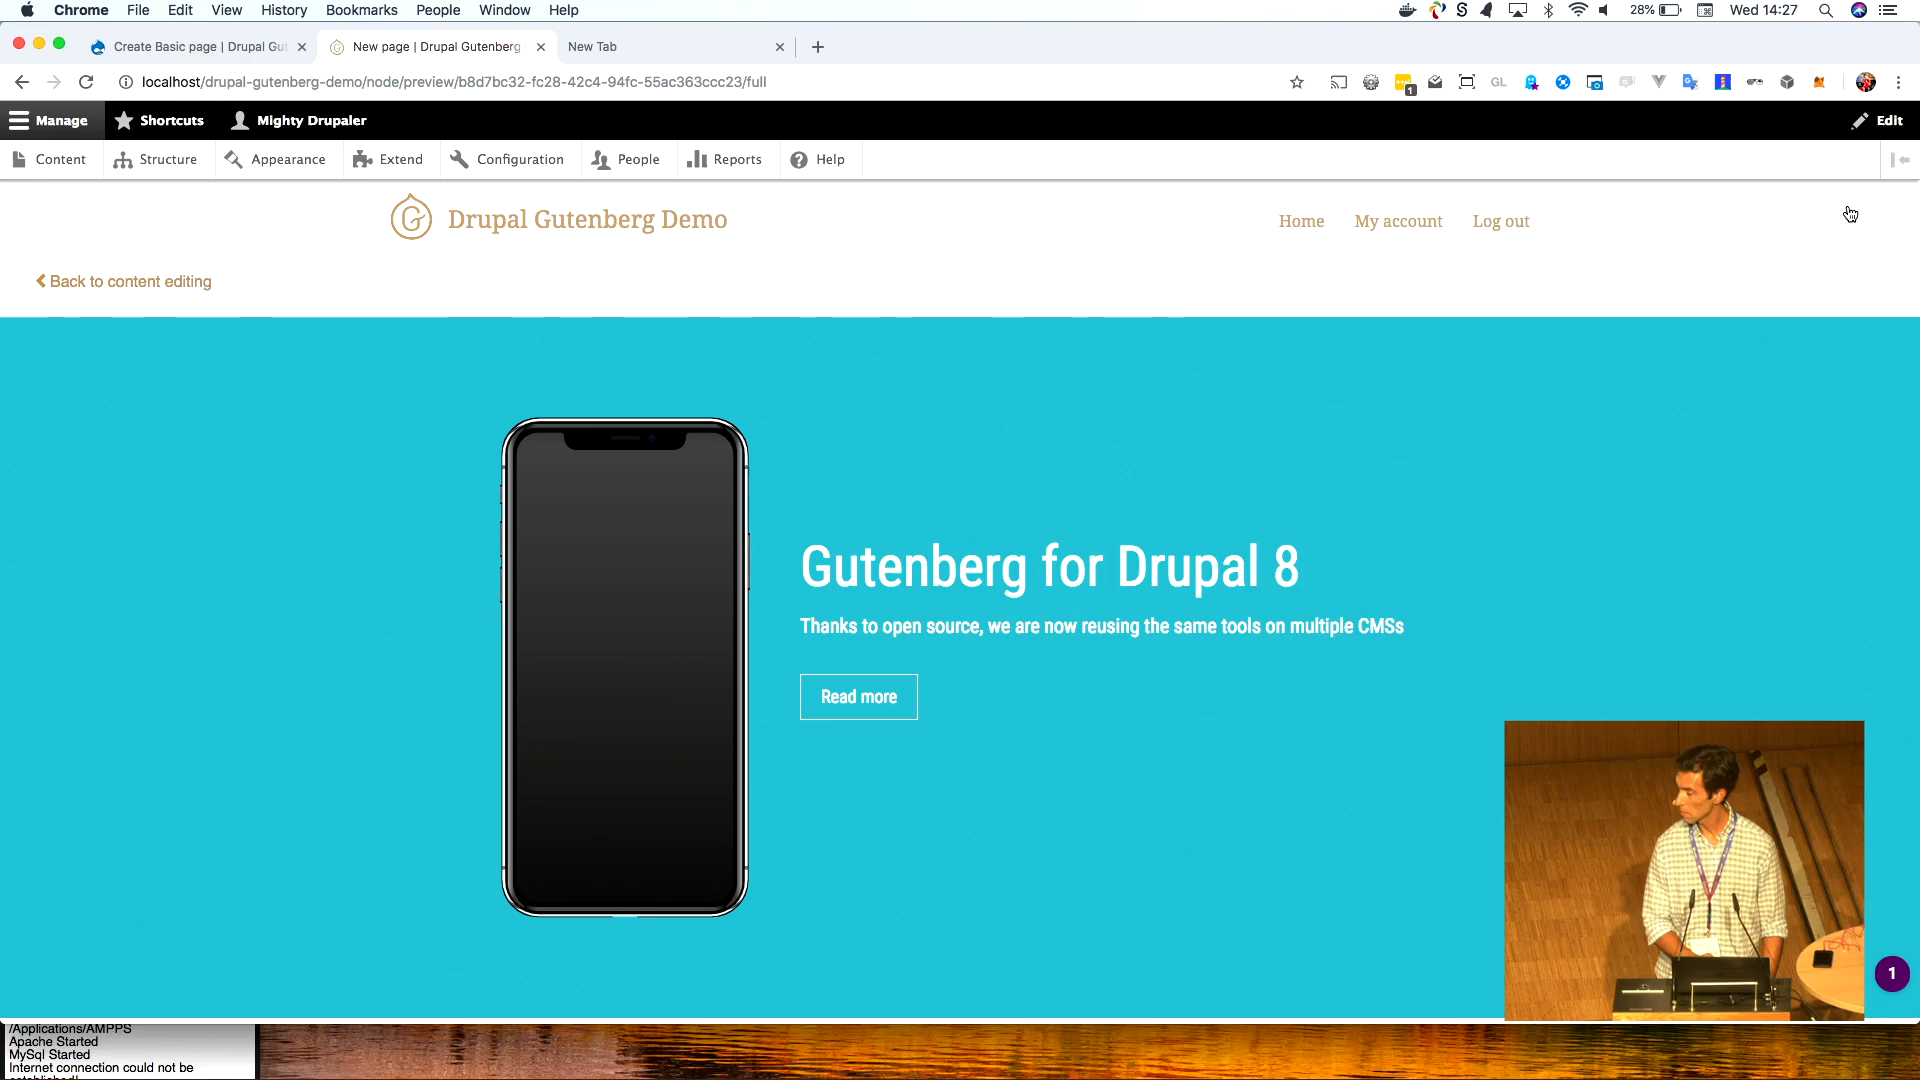 Chrome File Edit View History Bookmarks People Window Help 28% Wed 14:27
Create Basic page | Drupal Gut New page | Drupal Gutenberg New Tab
localhost/drupal-gutenberg-demo/node/preview/b8d7bc32-fc28-42c4-94fc-55ac363ccc23/full GL 1
Manage Shortcuts Mighty Drupaler Edit
Content Structure Appearance Extend Configuration People Reports Help
Drupal Gutenberg Demo Home My account Log out
Back to content editing
Gutenberg for Drupal 8
Thanks to open source, we are now reusing the same tools on multiple CMSs
Read more
1
/Applications/AMPPS
Apache Started
MySql Started
Internet connection could not be